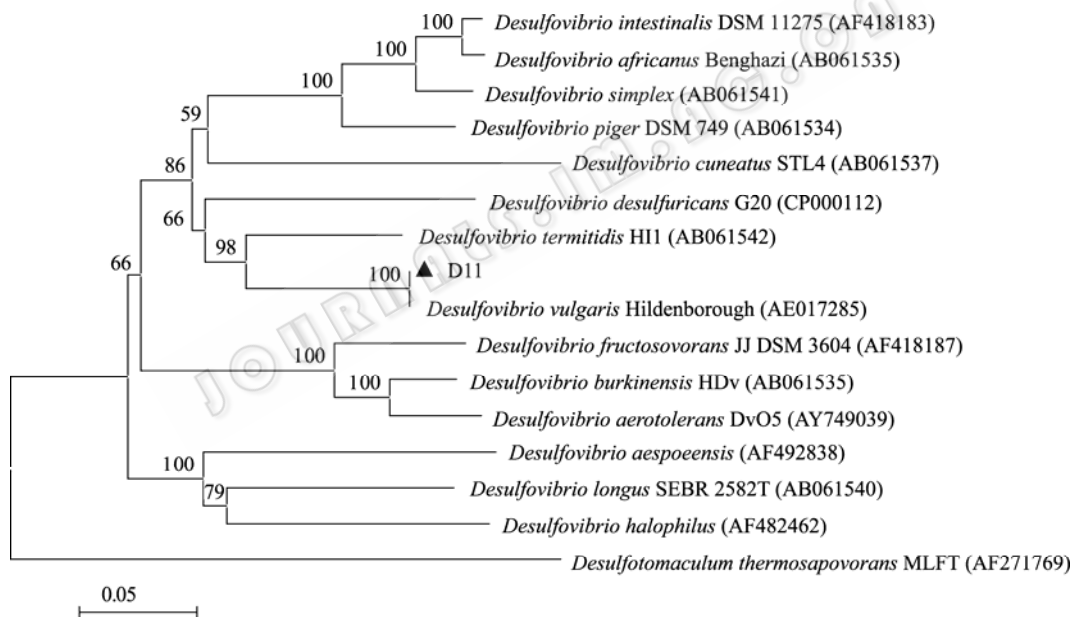 100
Desulfovibrio intestinalis DSM 11275 (AF418183)
100
Desulfovibrio africanus Benghazi (AB061535)
100
Desulfovibrio simplex (AB061541)
59
Desulfovibrio piger DSM 749 (AB061534)
86
Desulfovibrio cuneatus STL4 (AB061537)
66
Desulfovibrio desulfuricans G20 (CP000112)
98
Desulfovibrio termitidis HI1 (AB061542)
66
100
▲ D11
Desulfovibrio vulgaris Hildenborough (AE017285)
100
Desulfovibrio fructosovorans JJ DSM 3604 (AF418187)
100
Desulfovibrio burkinensis HDv (AB061535)
Desulfovibrio aerotolerans DvO5 (AY749039)
100
Desulfovibrio aespoeensis (AF492838)
79
Desulfovibrio longus SEBR 2582T (AB061540)
Desulfovibrio halophilus (AF482462)
Desulfotomaculum thermosapovorans MLFT (AF271769)
0.05